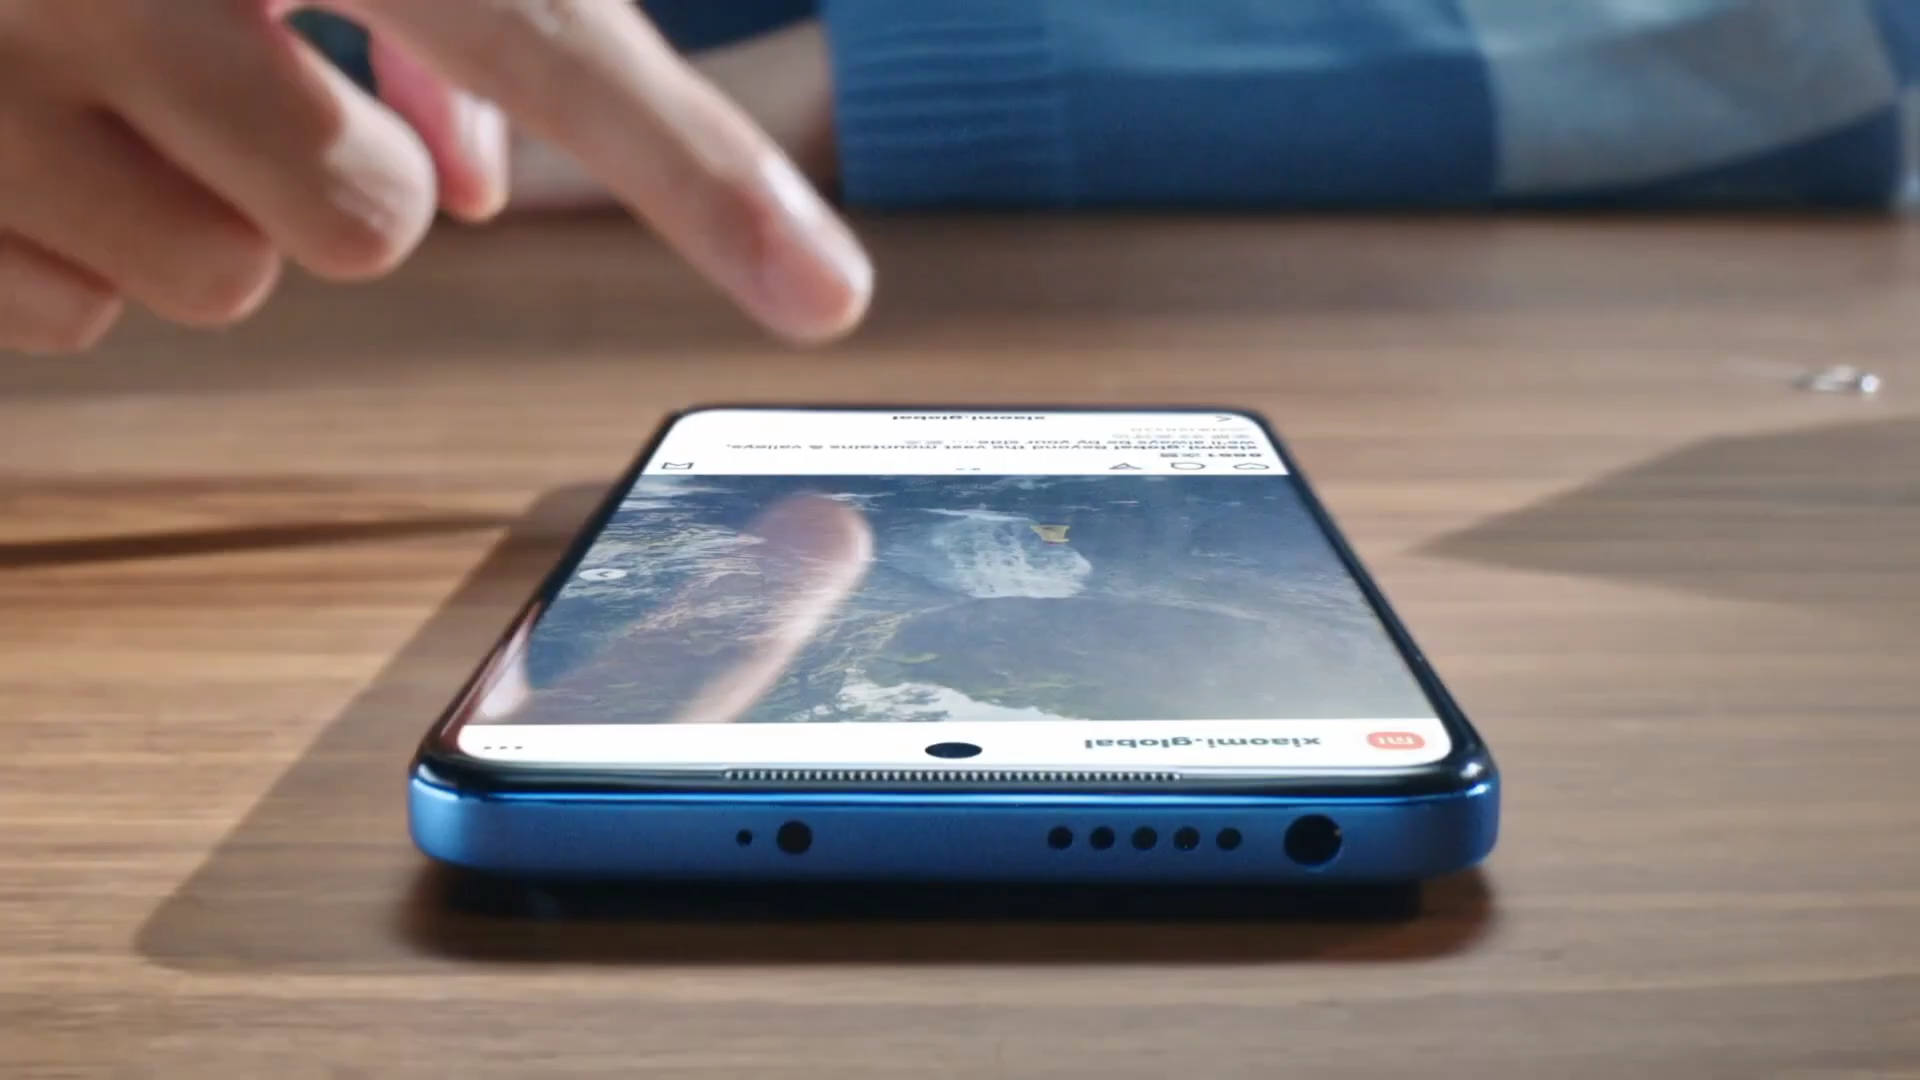 mi
xiaomi.global
xiaomi.global Beyond the vast mountains & valleys,
we'll always be by your side.
xiaomi.global